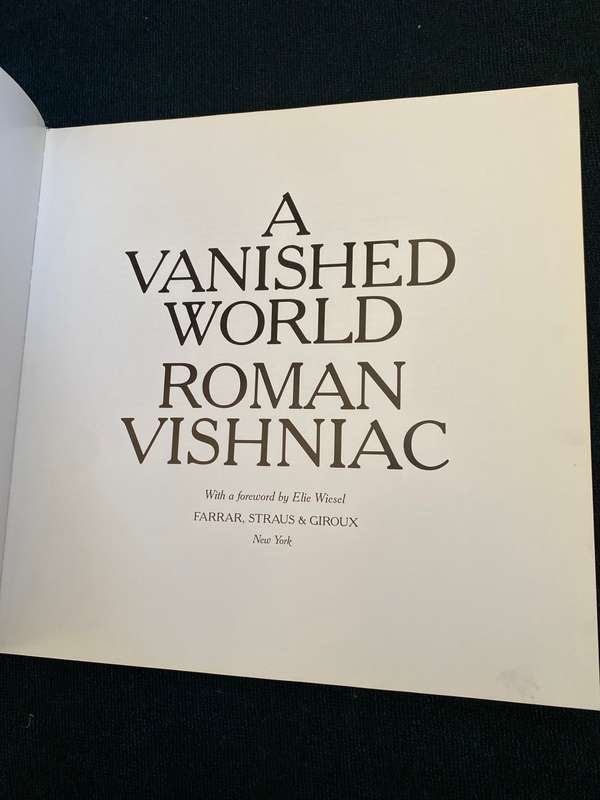 A
VANISHED
WORLD
ROMAN
VISHNIAC
With a foreword by Elie Wiesel
FARRAR, STRAUS & GIROUX
New York